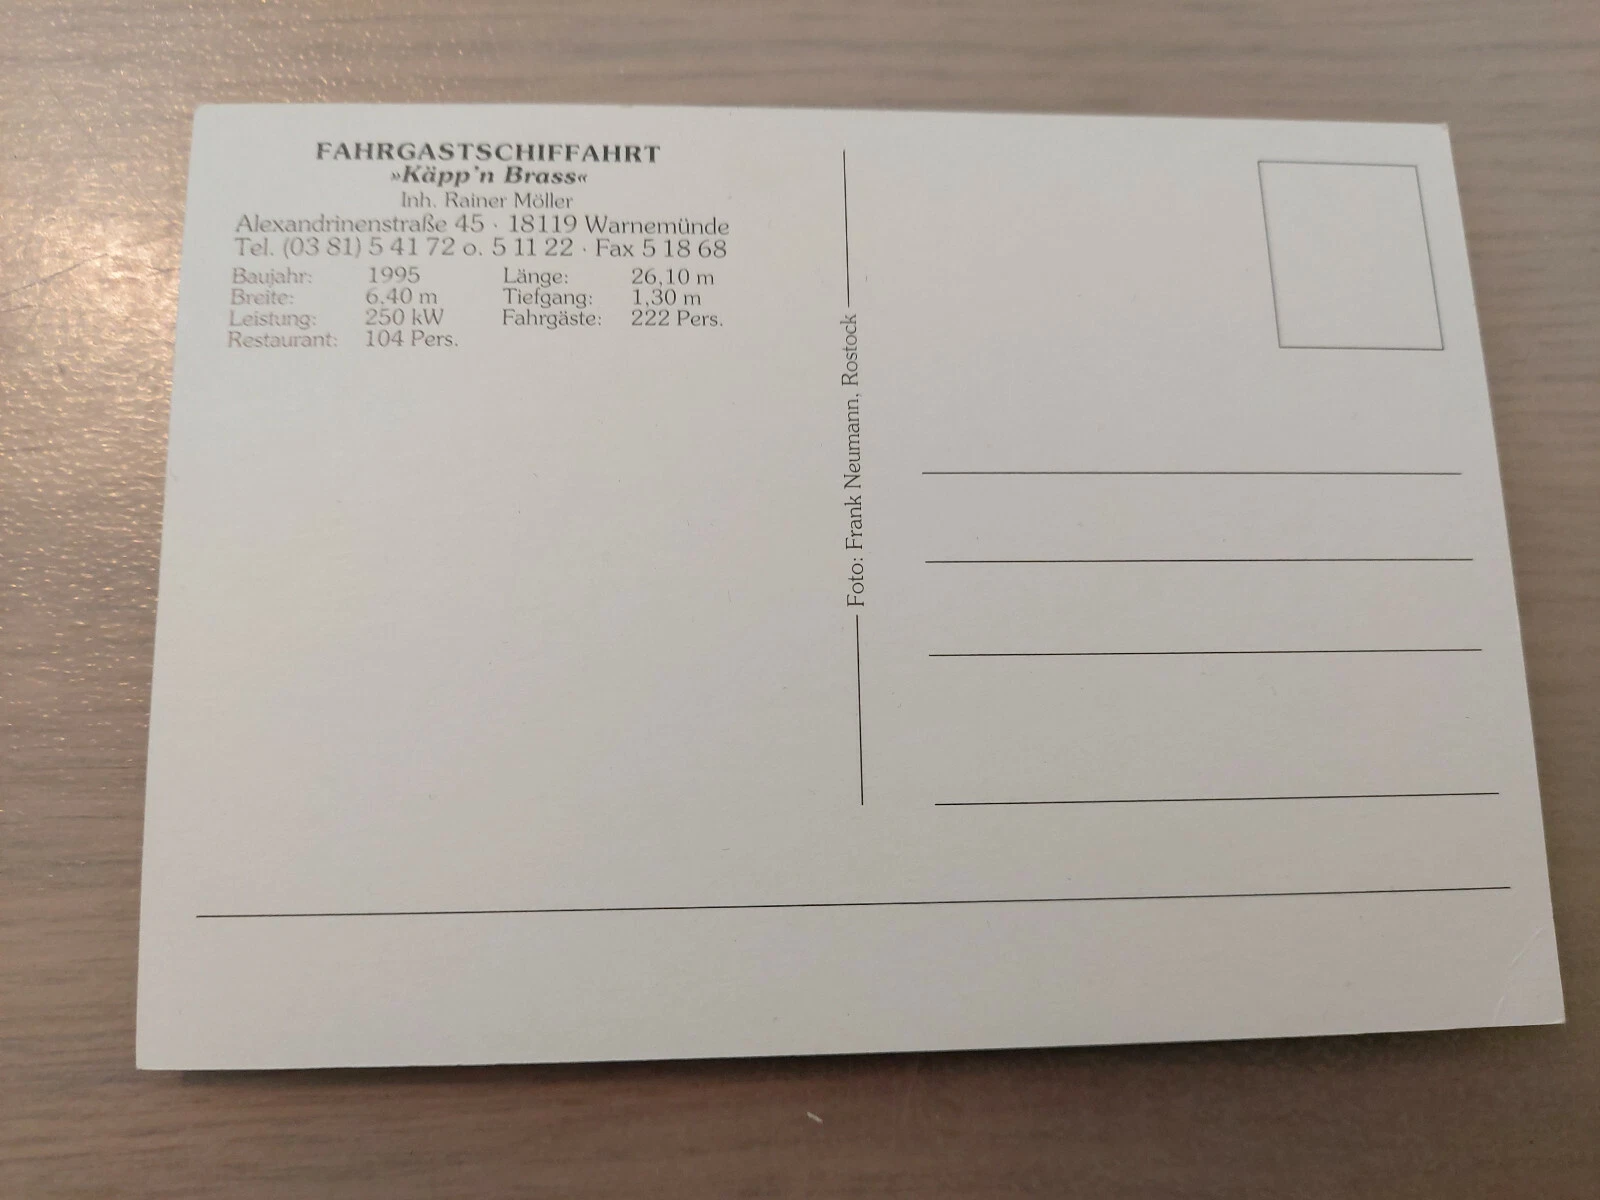 FAHRGASTSCHIFFAHRT
»Käpp'n Brass«
Inh. Rainer Möller
Alexandrinenstraße 45 · 18119 Warnemünde
Tel. (03 81) 5 41 72 o. 5 11 22 · Fax 5 18 68
Baujahr: 1995 Länge: 26,10 m
Breite: 6,40 m Tiefgang: 1,30 m
Leistung: 250 kW Fahrgäste: 222 Pers.
Restaurant: 104 Pers.
Foto: Frank Neumann, Rostock